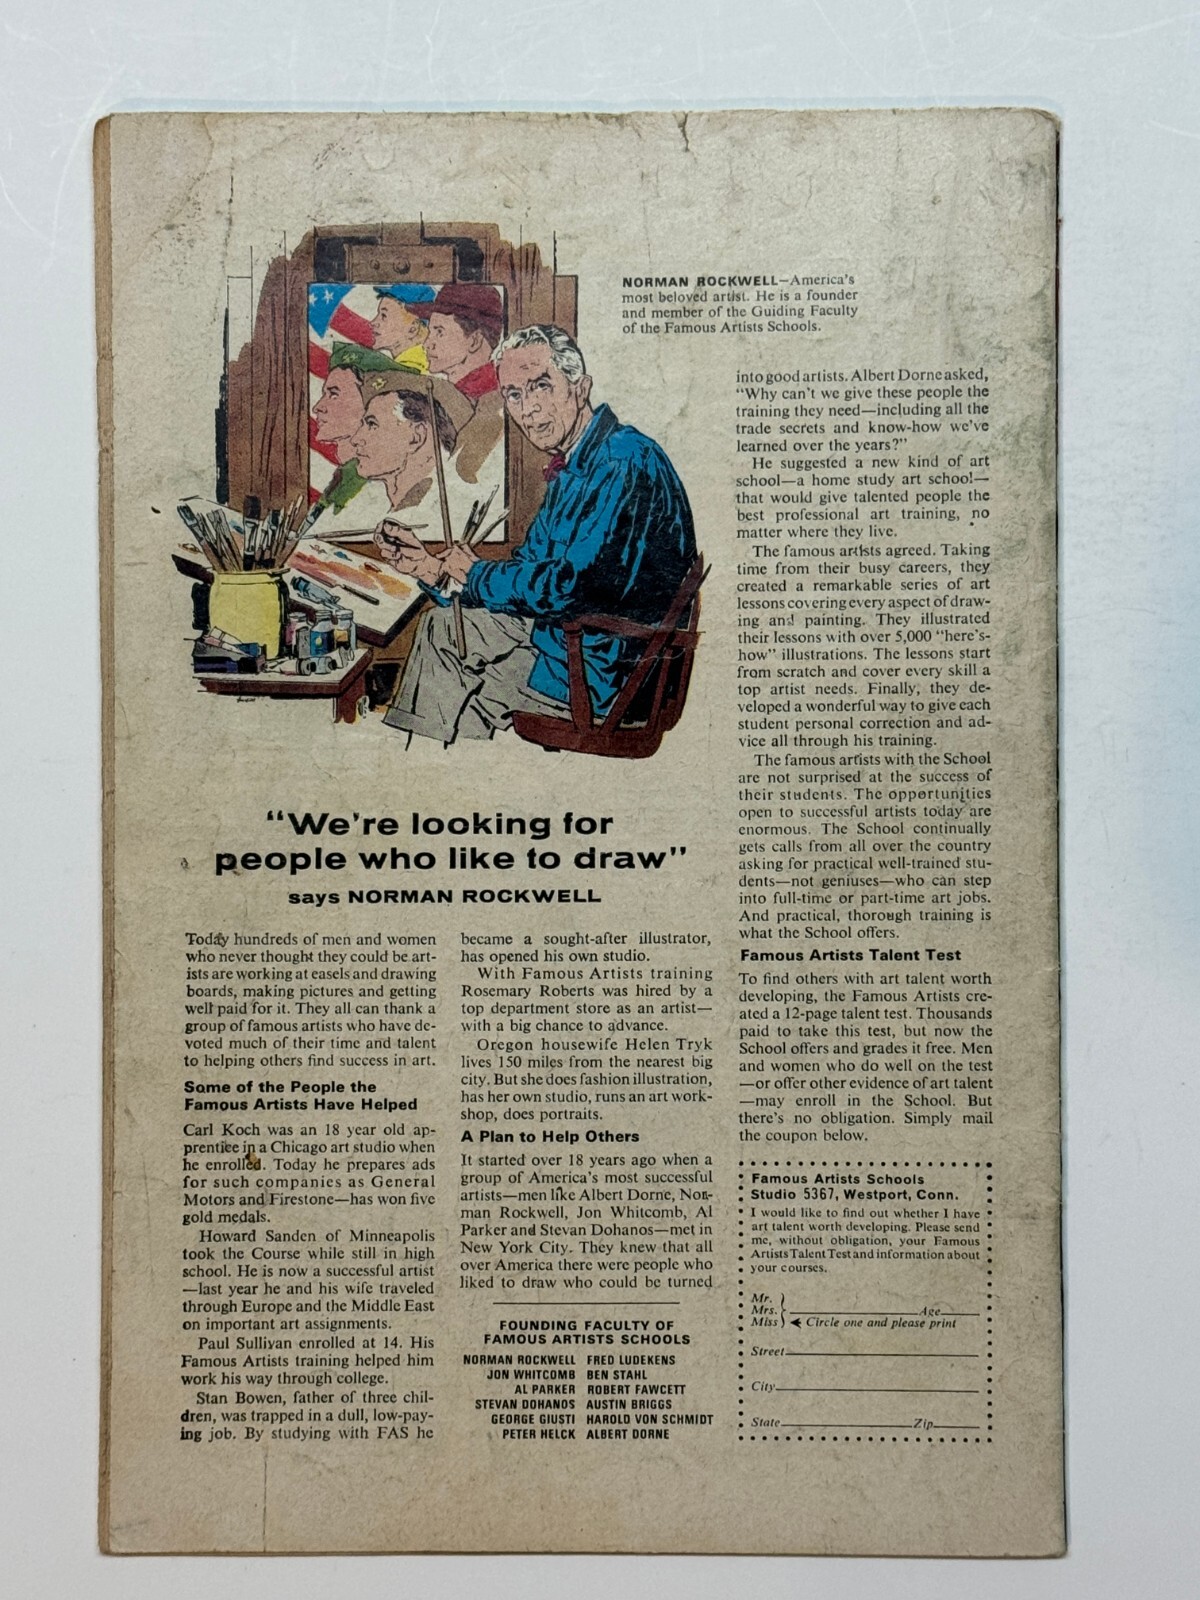 NORMAN ROCKWELL—America's
most beloved artist. He is a founder
and member of the Guiding Faculty
of the Famous Artists Schools.
"We're looking for
people who like to draw"
says NORMAN ROCKWELL
Today hundreds of men and women
who never thought they could be art-
ists are working at easels and drawing
boards, making pictures and getting
well paid for it. They all can thank a
group of famous artists who have de-
voted much of their time and talent
to helping others find success in art.
Some of the People the
Famous Artists Have Helped
Carl Koch was an 18 year old ap-
prentice in a Chicago art studio when
he enrolled. Today he prepares ads
for such companies as General
Motors and Firestone—has won five
gold medals.
Howard Sanden of Minneapolis
took the Course while still in high
school. He is now a successful artist
—last year he and his wife traveled
through Europe and the Middle East
on important art assignments.
Paul Sullivan enrolled at 14. His
Famous Artists training helped him
work his way through college.
Stan Bowen, father of three chil-
dren, was trapped in a dull, low-pay-
ing job. By studying with FAS he
became a sought-after illustrator,
has opened his own studio.
With Famous Artists training
Rosemary Roberts was hired by a
top department store as an artist—
with a big chance to advance.
Oregon housewife Helen Tryk
lives 150 miles from the nearest big
city. But she does fashion illustration,
has her own studio, runs an art work-
shop, does portraits.
A Plan to Help Others
It started over 18 years ago when a
group of America's most successful
artists—men like Albert Dorne, Nor-
man Rockwell, Jon Whitcomb, Al
Parker and Stevan Dohanos—met in
New York City. They knew that all
over America there were people who
liked to draw who could be turned
FOUNDING FACULTY OF
FAMOUS ARTISTS SCHOOLS
NORMAN ROCKWELL FRED LUDEKENS
JON WHITCOMB BEN STAHL
AL PARKER ROBERT FAWCETT
STEVAN DOHANOS AUSTIN BRIGGS
GEORGE GIUSTI HAROLD VON SCHMIDT
PETER HELCK ALBERT DORNE
into good artists. Albert Dorne asked,
"Why can't we give these people the
training they need—including all the
trade secrets and know-how we've
learned over the years?"
He suggested a new kind of art
school—a home study art school—
that would give talented people the
best professional art training, no
matter where they live.
The famous artists agreed. Taking
time from their busy careers, they
created a remarkable series of art
lessons covering every aspect of draw-
ing and painting. They illustrated
their lessons with over 5,000 "here's-
how" illustrations. The lessons start
from scratch and cover every skill a
top artist needs. Finally, they de-
veloped a wonderful way to give each
student personal correction and ad-
vice all through his training.
The famous artists with the School
are not surprised at the success of
their students. The opportunities
open to successful artists today are
enormous. The School continually
gets calls from all over the country
asking for practical well-trained stu-
dents—not geniuses—who can step
into full-time or part-time art jobs.
And practical, thorough training is
what the School offers.
Famous Artists Talent Test
To find others with art talent worth
developing, the Famous Artists cre-
ated a 12-page talent test. Thousands
paid to take this test, but now the
School offers and grades it free. Men
and women who do well on the test
—or offer other evidence of art talent
—may enroll in the School. But
there's no obligation. Simply mail
the coupon below.
Famous Artists Schools
Studio 5367, Westport, Conn.
I would like to find out whether I have
art talent worth developing. Please send
me, without obligation, your Famous
Artists Talent Test and information about
your courses.
Mr.
Mrs. Age
Miss Circle one and please print
Street
City
State Zip